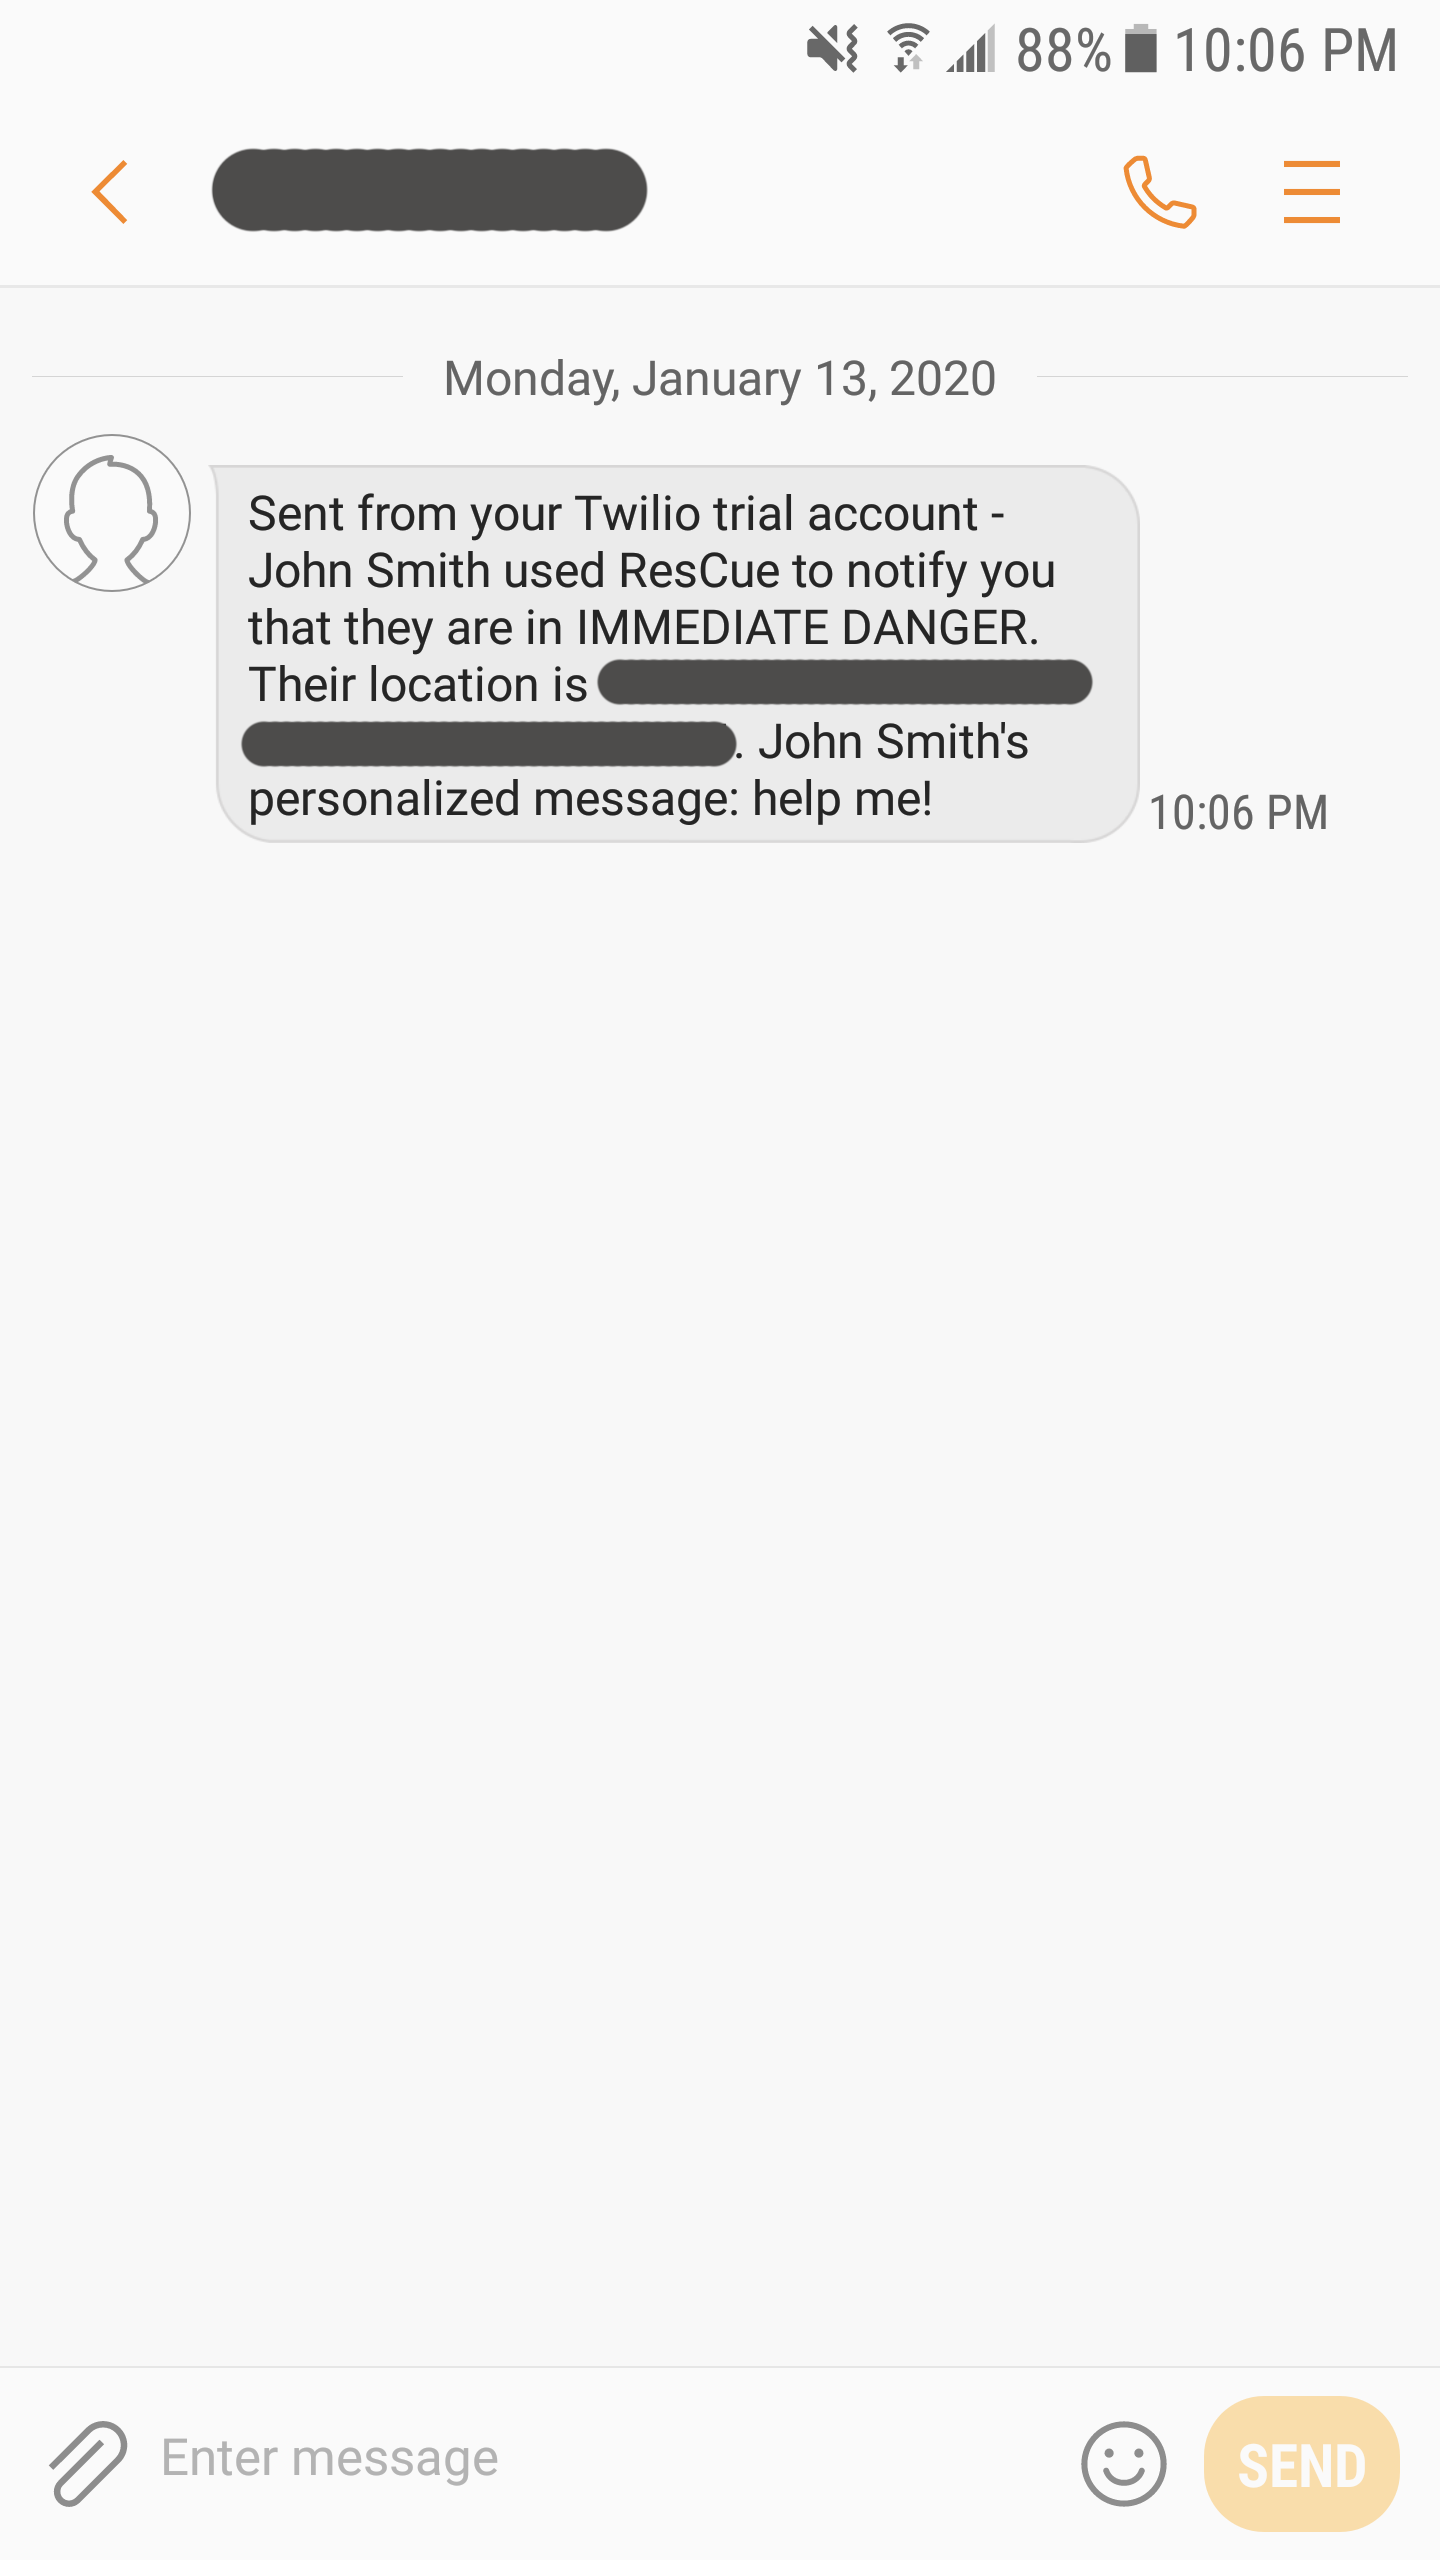 88% 10:06 PM
Monday, January 13, 2020
Sent from your Twilio trial account -
John Smith used ResCue to notify you
that they are in IMMEDIATE DANGER.
Their location is
. John Smith's
personalized message: help me!
10:06 PM
Enter message
SEND